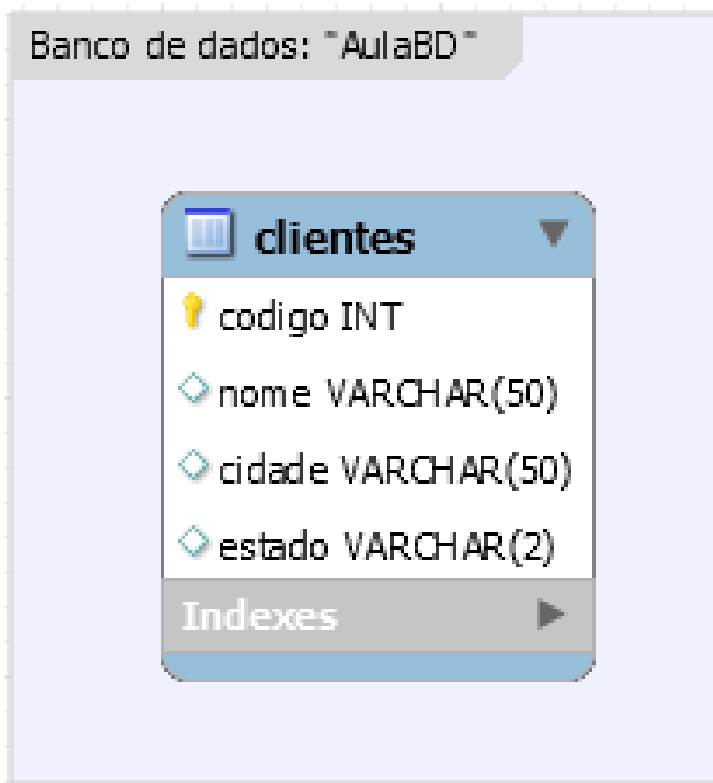 Banco de dados: "AulaBD"
clientes
codigo INT
nome VARCHAR(50)
cidade VARCHAR(50)
estado VARCHAR(2)
Indexes